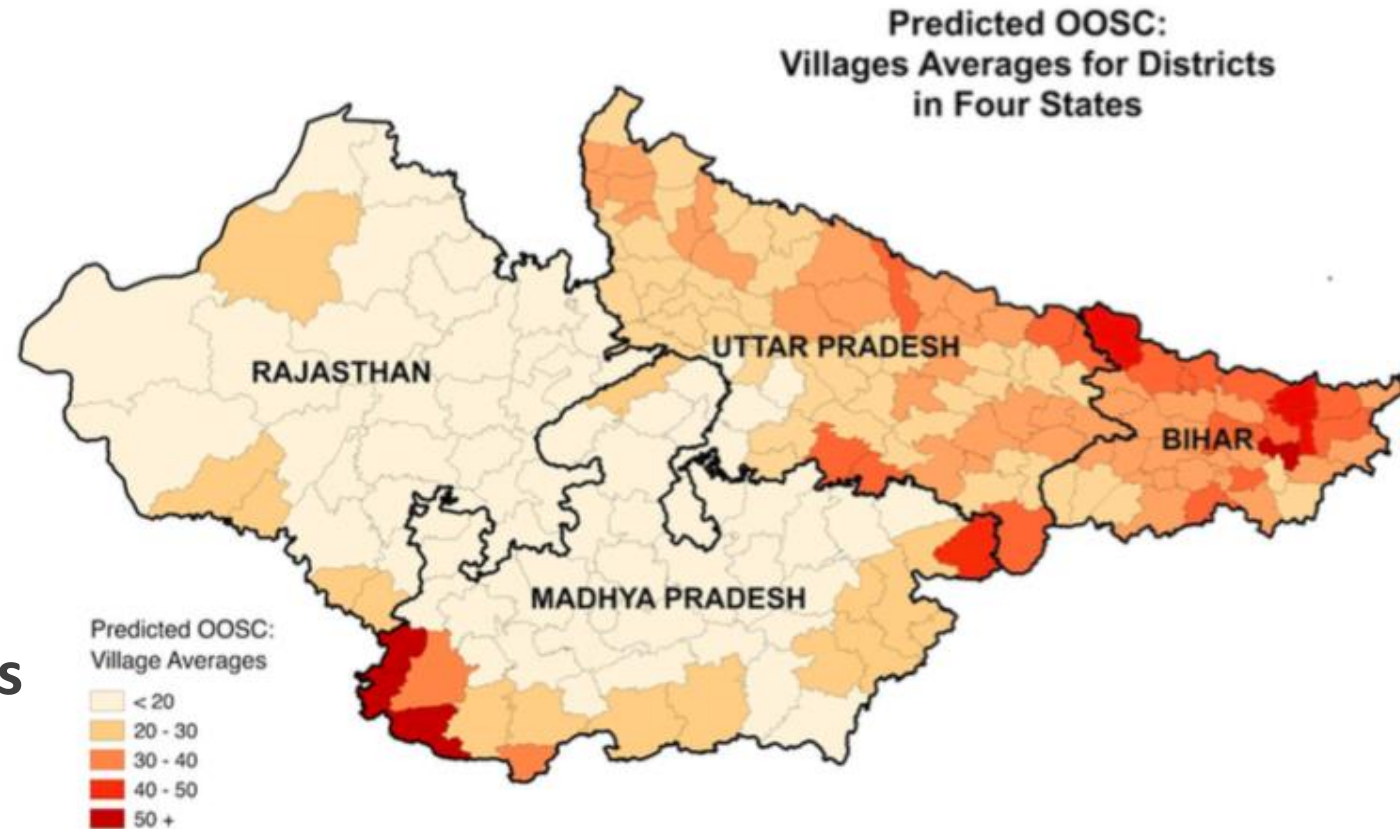 Predicted OOSC:
Villages Averages for Districts
in Four States
RAJASTHAN
UTTAR PRADESH
BIHAR
MADHYA PRADESH
s
Predicted OOSC:
Village Averages
< 20
20 - 30
30 - 40
40 - 50
50 +